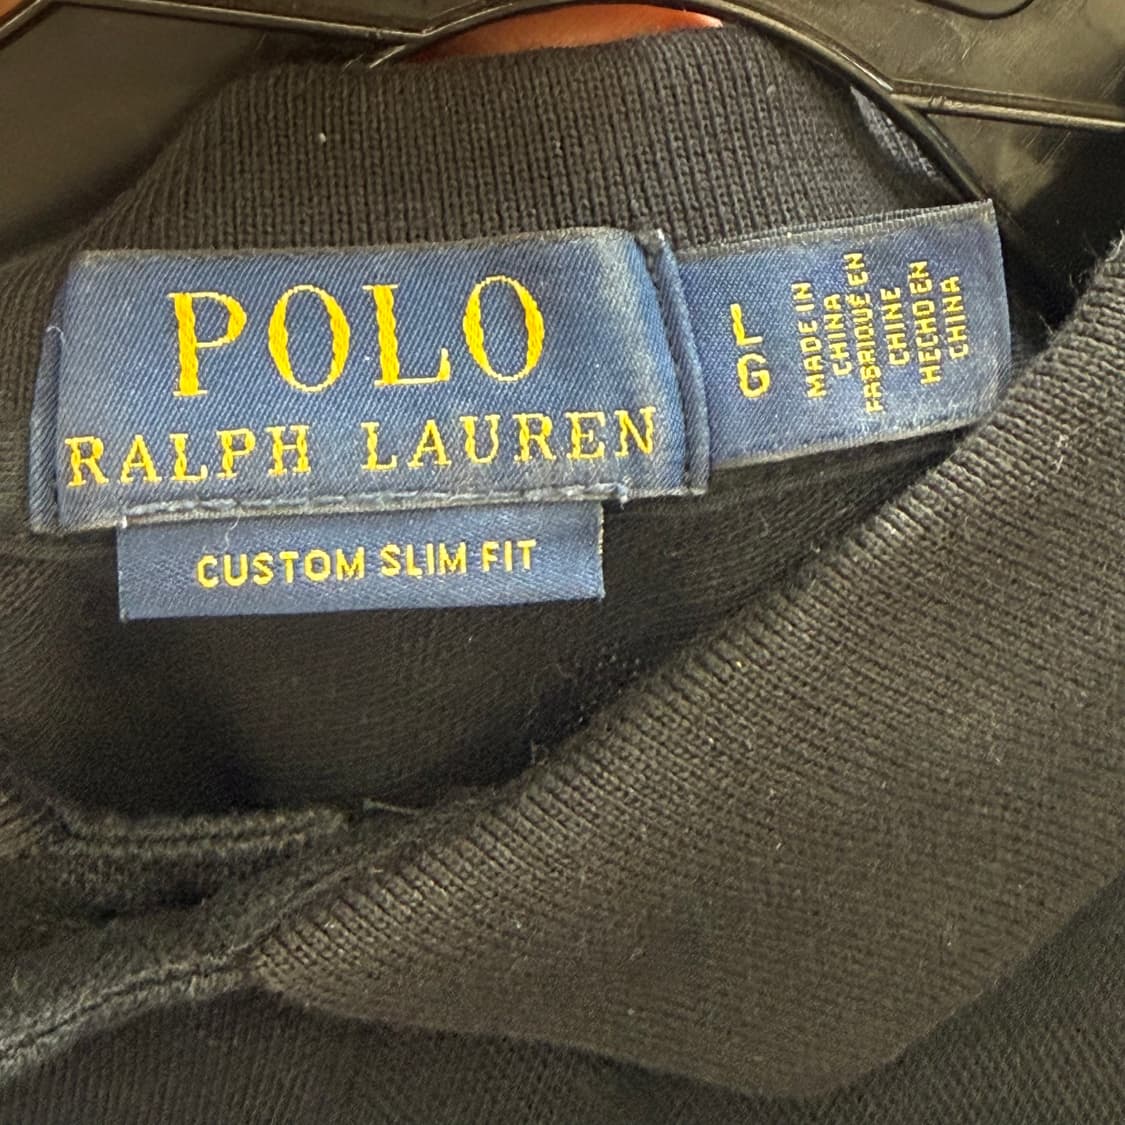 POLO
RALPH LAUREN
CUSTOM SLIM FIT
L
G
MADE IN
CHINA
FABRIQUÉ EN
CHINE
HECHO EN
CHINA